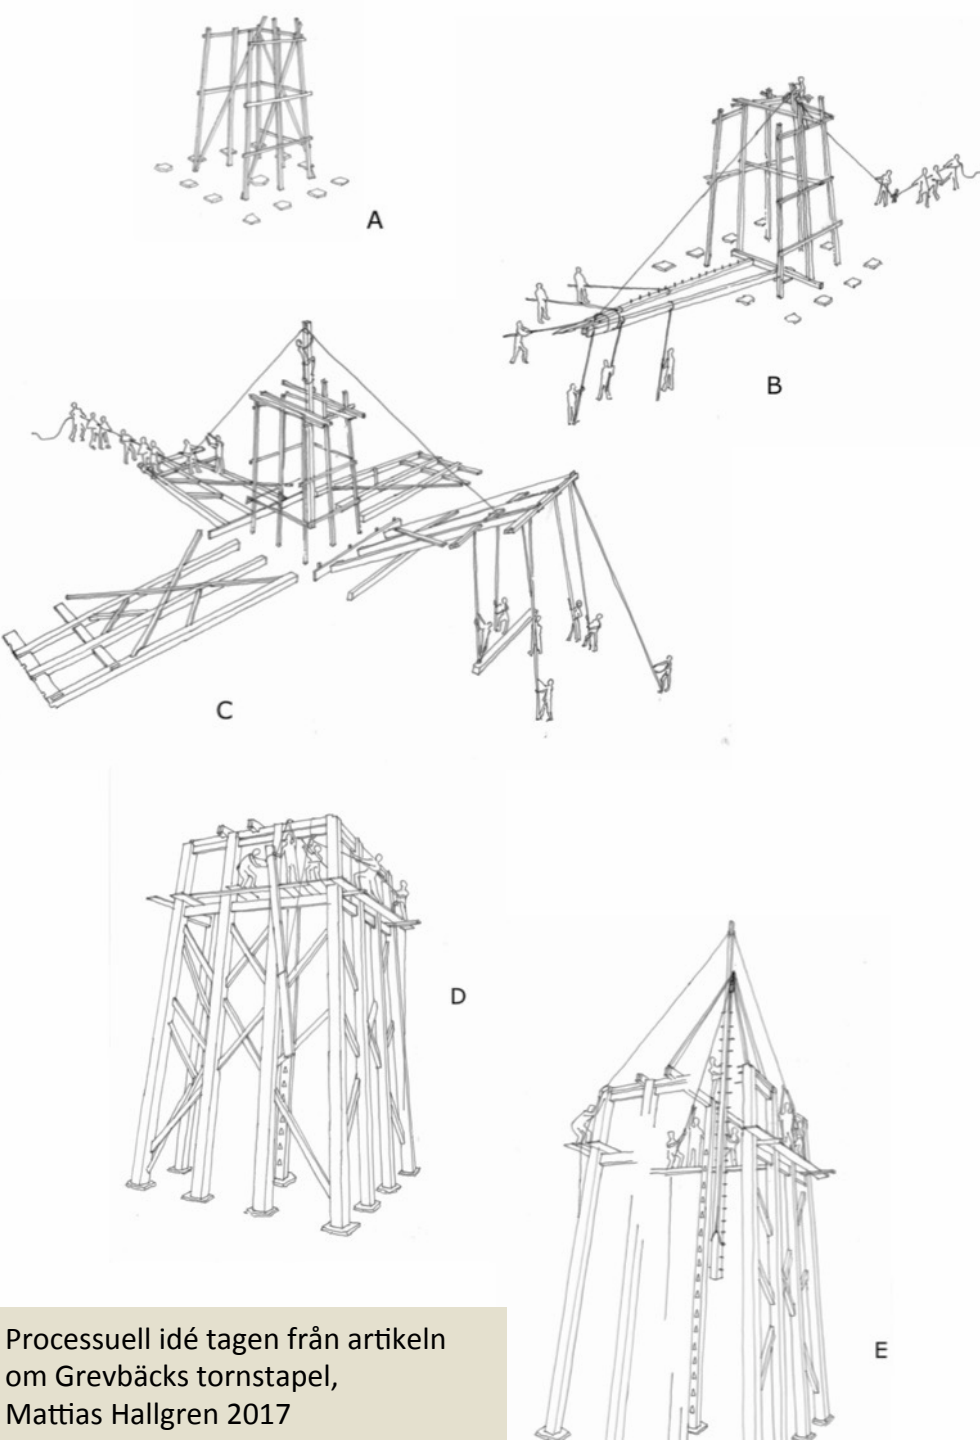 A
B
C
D
E
Processuell idé tagen från artikeln
om Grevbäcks tornstapel,
Mattias Hallgren 2017